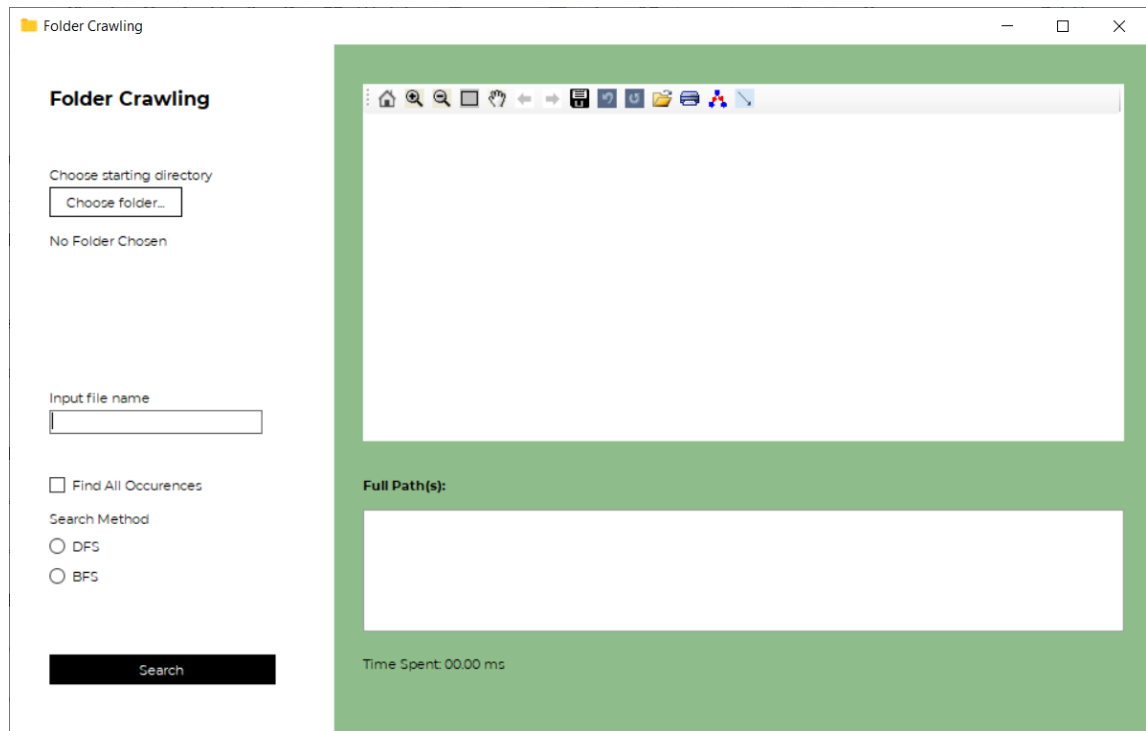 Folder Crawling
Folder Crawling
Choose starting directory
Choose folder...
No Folder Chosen
Input file name
Find All Occurences
Search Method
DFS
BFS
Search
Full Path(s):
Time Spent: 00.00 ms